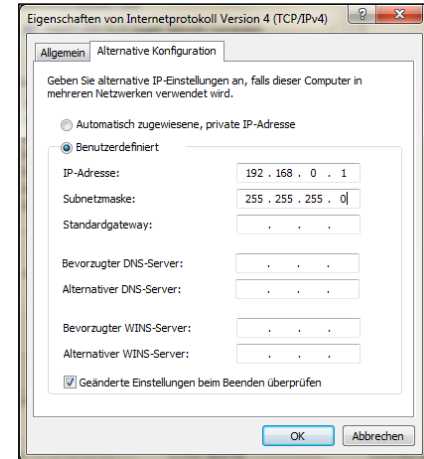 Eigenschaften von Internetprotokoll Version 4 (TCP/IPv4)
Allgemein Alternative Konfiguration
Geben Sie alternative IP-Einstellungen an, falls dieser Computer in
mehreren Netzwerken verwendet wird.
Automatisch zugewiesene, private IP-Adresse
Benutzerdefiniert
IP-Adresse: 192 . 168 . 0 . 1
Subnetzmaske: 255 . 255 . 255 . 0
Standardgateway: . . .
Bevorzugter DNS-Server: . . .
Alternativer DNS-Server: . . .
Bevorzugter WINS-Server: . . .
Alternativer WINS-Server: . . .
Geänderte Einstellungen beim Beenden überprüfen
OK Abbrechen